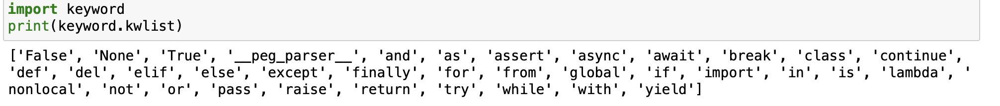 import keyword
print(keyword.kwlist)
['False', 'None', 'True', '__peg_parser__', 'and', 'as', 'assert', 'async', 'await', 'break', 'class', 'continue',
'def', 'del', 'elif', 'else', 'except', 'finally', 'for', 'from', 'global', 'if', 'import', 'in', 'is', 'lambda', '
nonlocal', 'not', 'or', 'pass', 'raise', 'return', 'try', 'while', 'with', 'yield']